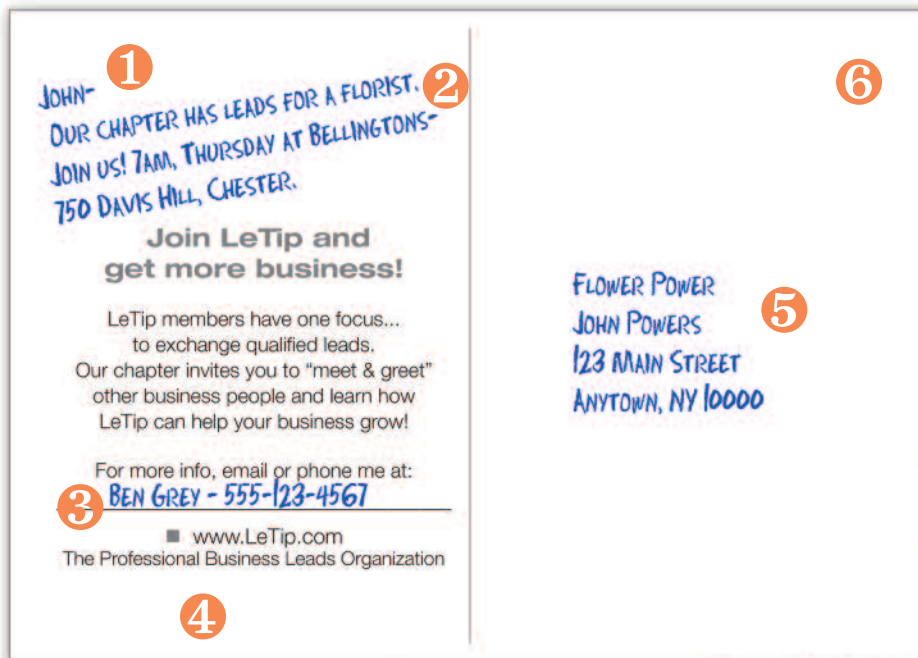 1
2
JOHN-
OUR CHAPTER HAS LEADS FOR A FLORIST.
JOIN US! 7AM, THURSDAY AT BELLINGTONS-
750 DAVIS HILL, CHESTER.
Join LeTip and
get more business!
LeTip members have one focus...
to exchange qualified leads.
Our chapter invites you to “meet & greet”
other business people and learn how
LeTip can help your business grow!
For more info, email or phone me at:
3
BEN GREY - 555-123-4567
■ www.LeTip.com
The Professional Business Leads Organization
4
6
FLOWER POWER
5
JOHN POWERS
123 MAIN STREET
ANYTOWN, NY 10000